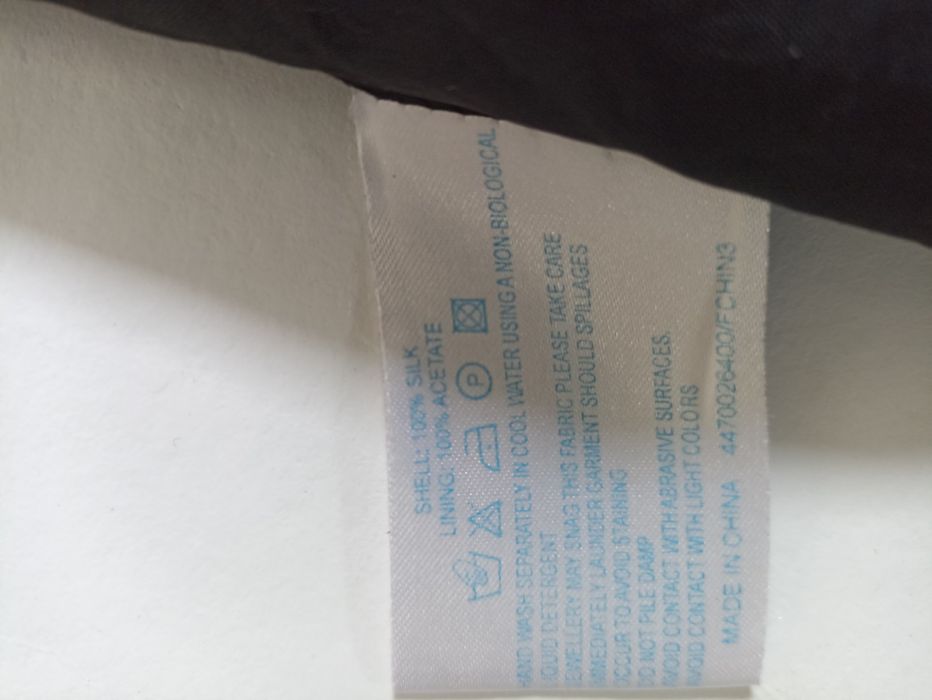 SHELL: 100% SILK
LINING: 100% ACETATE
P
HAND WASH SEPARATELY IN COOL WATER USING A NON-BIOLOGICAL
LIQUID DETERGENT
JEWELLERY MAY SNAG THIS FABRIC PLEASE TAKE CARE
IMMEDIATELY LAUNDER GARMENT SHOULD SPILLAGES
OCCUR TO AVOID STAINING
DO NOT PILE DAMP
AVOID CONTACT WITH ABRASIVE SURFACES.
AVOID CONTACT WITH LIGHT COLORS
MADE IN CHINA 4470026400/FCHIN3